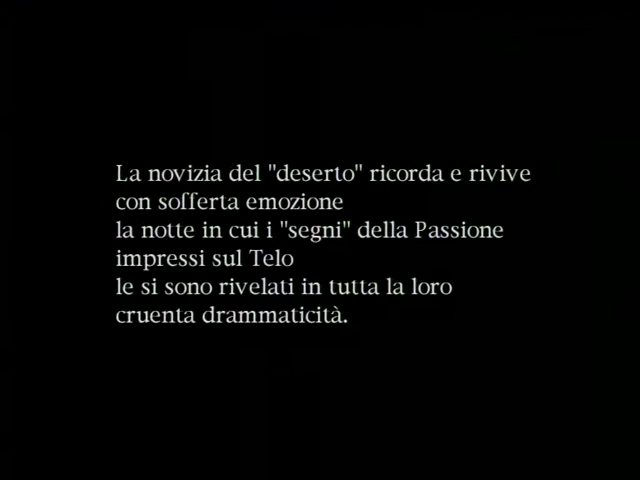 La novizia del "deserto" ricorda e rivive
con sofferta emozione
la notte in cui i "segni" della Passione
impressi sul Telo
le si sono rivelati in tutta la loro
cruenta drammaticità.